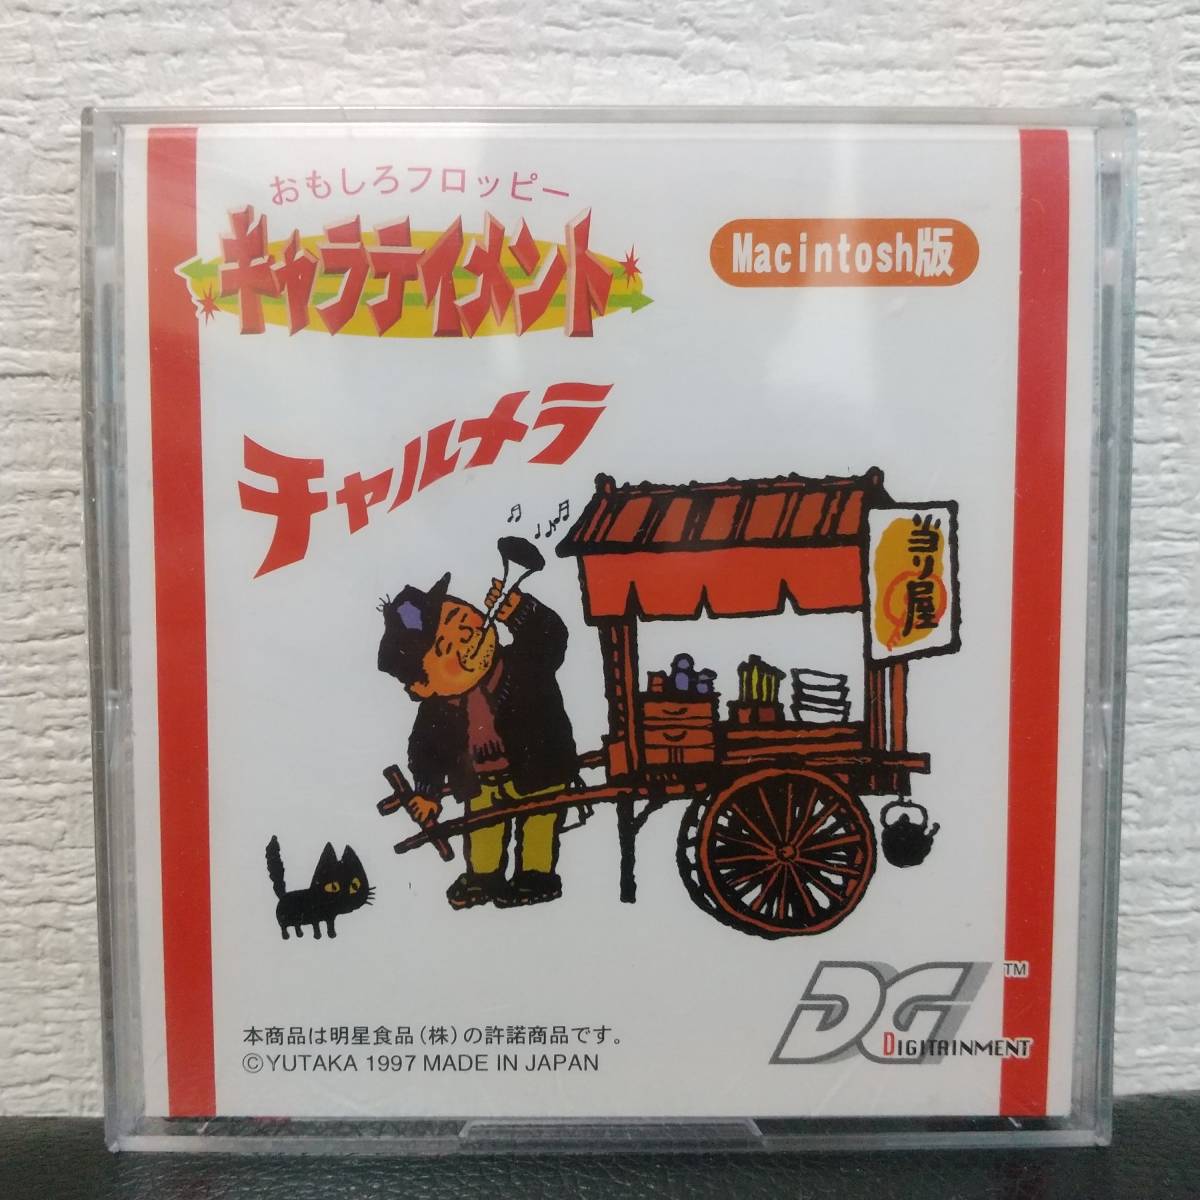 おもしろフロッピー
キャラテイメント
Macintosh版
チャルメラ
当り屋
DG TM
DIGITAINMENT
本商品は明星食品(株)の許諾商品です。
©YUTAKA 1997 MADE IN JAPAN